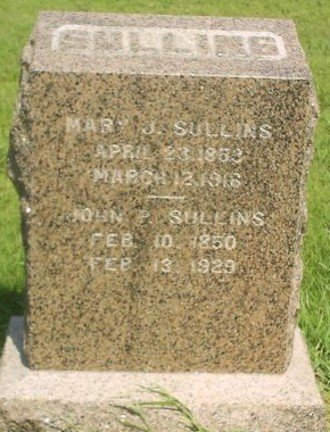 SULLINS
MARY J. SULLINS
APRIL 23, 1853
MARCH 12, 1916
JOHN P. SULLINS
FEB. 10, 1850
FEB. 13, 1929